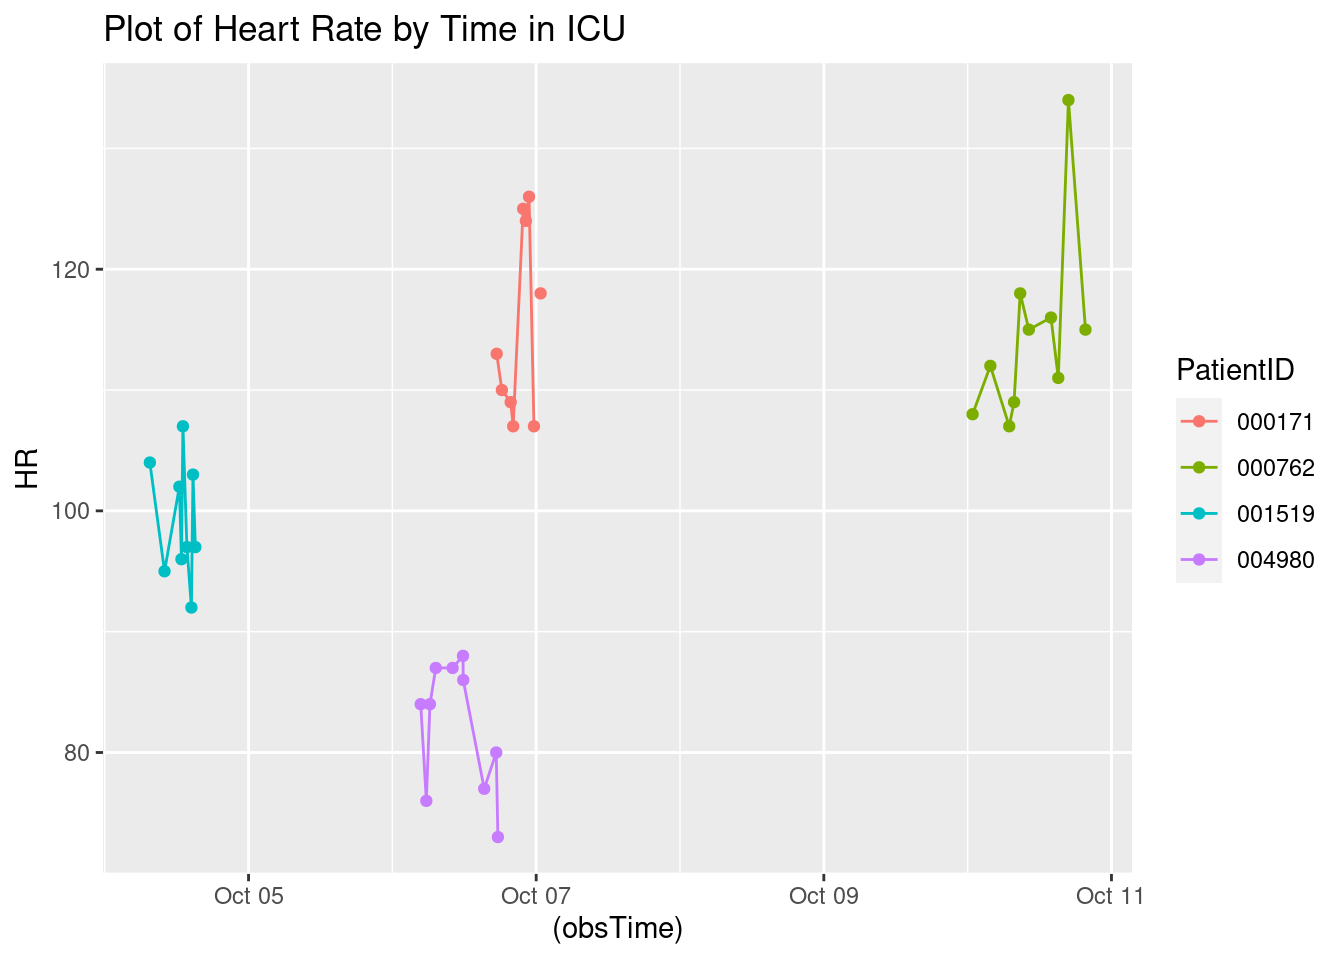 Plot of Heart Rate by Time in ICU
HR
120
100
80
Oct 05
Oct 07
Oct 09
Oct 11
(obsTime)
PatientID
000171
000762
001519
004980